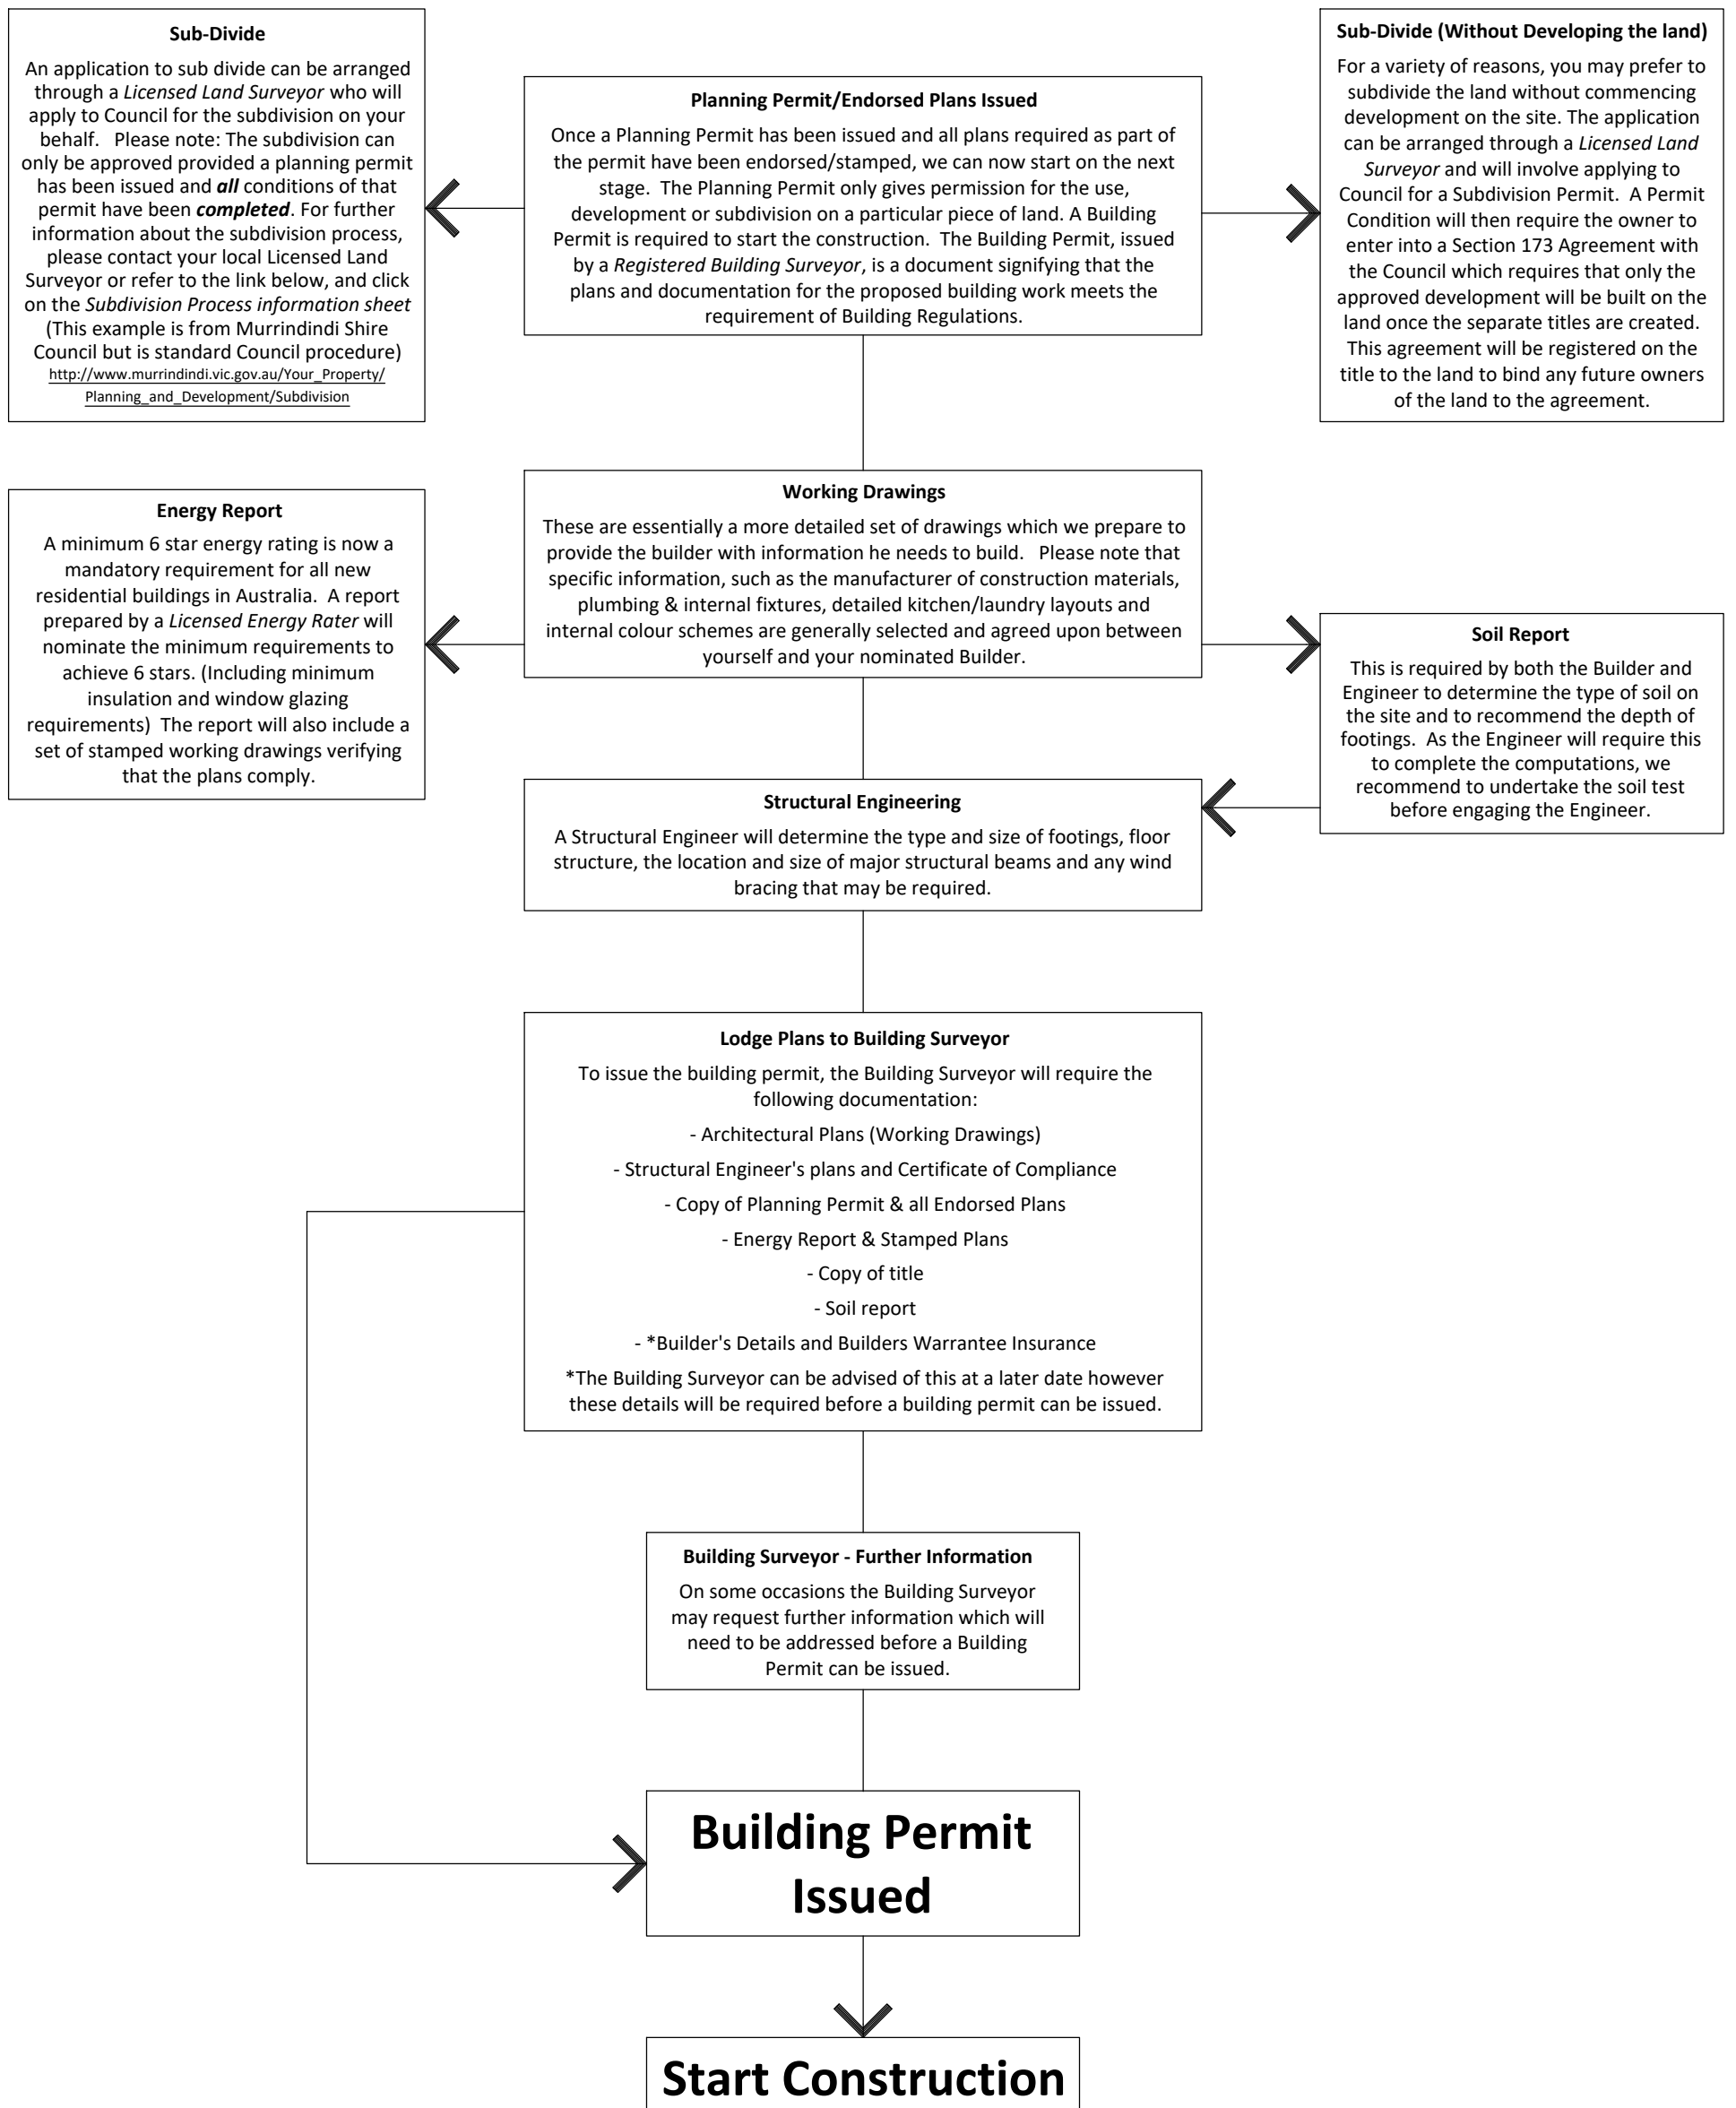 Sub-Divide
An application to sub divide can be arranged
through a Licensed Land Surveyor who will
apply to Council for the subdivision on your
behalf.   Please note: The subdivision can
only be approved provided a planning permit
has been issued and all conditions of that
permit have been completed. For further
information about the subdivision process,
please contact your local Licensed Land
Surveyor or refer to the link below, and click
on the Subdivision Process information sheet
(This example is from Murrindindi Shire
Council but is standard Council procedure)
http://www.murrindindi.vic.gov.au/Your_Property/
Planning_and_Development/Subdivision
Planning Permit/Endorsed Plans Issued
Once a Planning Permit has been issued and all plans required as part of
the permit have been endorsed/stamped, we can now start on the next
stage.  The Planning Permit only gives permission for the use,
development or subdivision on a particular piece of land. A Building
Permit is required to start the construction.  The Building Permit, issued
by a Registered Building Surveyor, is a document signifying that the
plans and documentation for the proposed building work meets the
requirement of Building Regulations.
Sub-Divide (Without Developing the land)
For a variety of reasons, you may prefer to
subdivide the land without commencing
development on the site. The application
can be arranged through a Licensed Land
Surveyor and will involve applying to
Council for a Subdivision Permit.  A Permit
Condition will then require the owner to
enter into a Section 173 Agreement with
the Council which requires that only the
approved development will be built on the
land once the separate titles are created.
This agreement will be registered on the
title to the land to bind any future owners
of the land to the agreement.
Energy Report
A minimum 6 star energy rating is now a
mandatory requirement for all new
residential buildings in Australia.  A report
prepared by a Licensed Energy Rater will
nominate the minimum requirements to
achieve 6 stars. (Including minimum
insulation and window glazing
requirements)  The report will also include a
set of stamped working drawings verifying
that the plans comply.
Working Drawings
These are essentially a more detailed set of drawings which we prepare to
provide the builder with information he needs to build.   Please note that
specific information, such as the manufacturer of construction materials,
plumbing & internal fixtures, detailed kitchen/laundry layouts and
internal colour schemes are generally selected and agreed upon between
yourself and your nominated Builder.
Soil Report
This is required by both the Builder and
Engineer to determine the type of soil on
the site and to recommend the depth of
footings.  As the Engineer will require this
to complete the computations, we
recommend to undertake the soil test
before engaging the Engineer.
Structural Engineering
A Structural Engineer will determine the type and size of footings, floor
structure, the location and size of major structural beams and any wind
bracing that may be required.
Lodge Plans to Building Surveyor
To issue the building permit, the Building Surveyor will require the
following documentation:
- Architectural Plans (Working Drawings)
- Structural Engineer's plans and Certificate of Compliance
- Copy of Planning Permit & all Endorsed Plans
- Energy Report & Stamped Plans
- Copy of title
- Soil report
- *Builder's Details and Builders Warrantee Insurance
*The Building Surveyor can be advised of this at a later date however
these details will be required before a building permit can be issued.
Building Surveyor - Further Information
On some occasions the Building Surveyor
may request further information which will
need to be addressed before a Building
Permit can be issued.
Building Permit
Issued
Start Construction